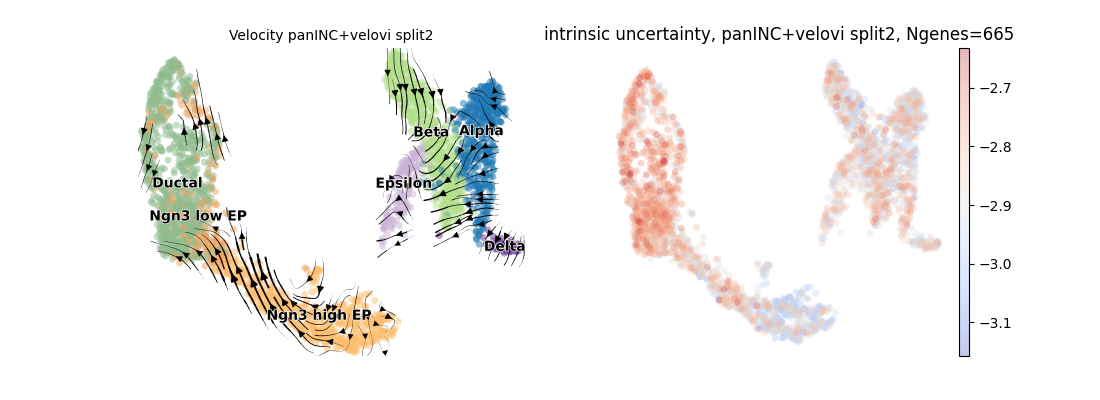 Velocity panINC+velovi split2
Beta
Alpha
Ductal
Epsilon
Ngn3 low EP
Delta
Ngn3 high EP
intrinsic uncertainty, panINC+velovi split2, Ngenes=665
−2.7
−2.8
−2.9
−3.0
−3.1